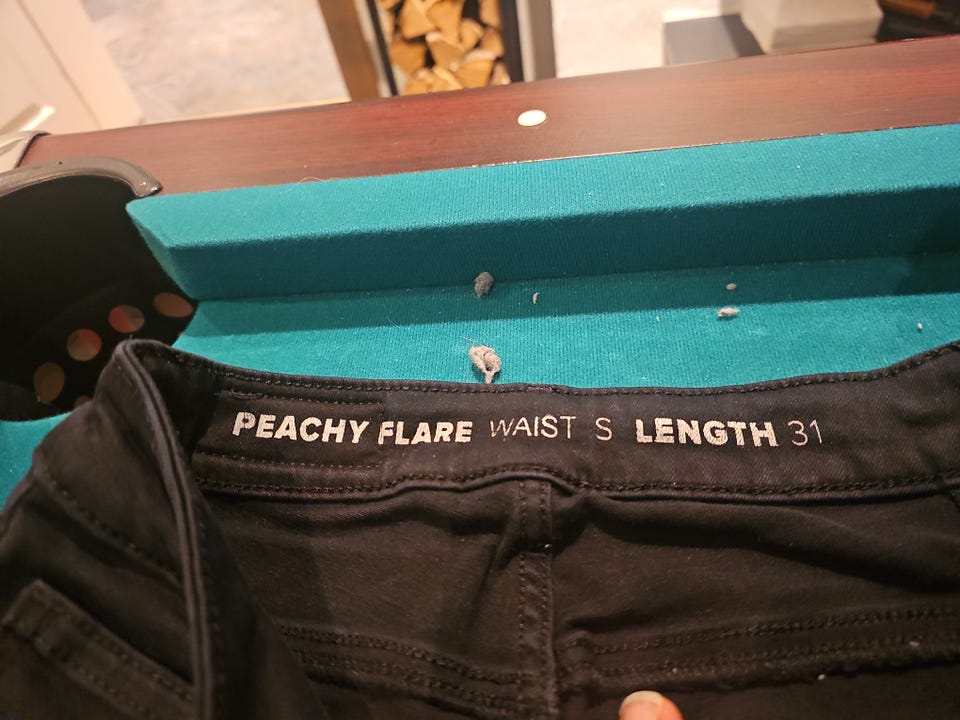 PEACHY FLARE WAIST S LENGTH 31